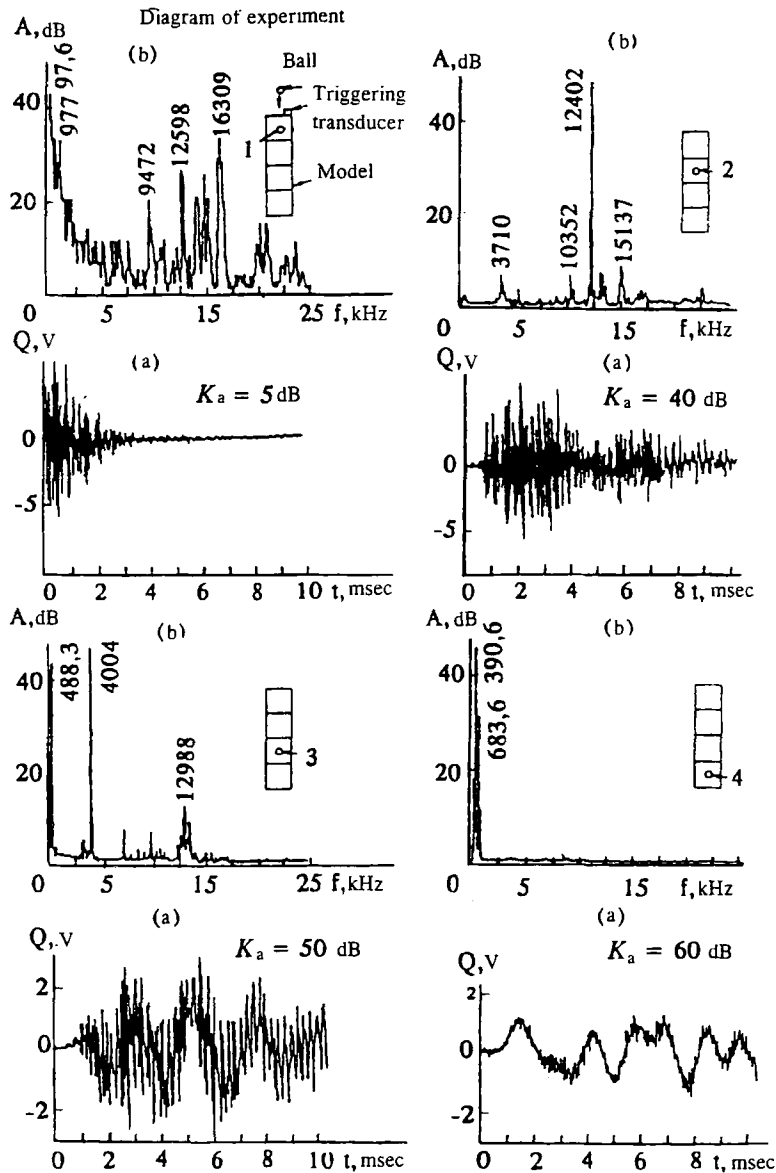 Diagram of experiment
A, dB
(b)
97,6
977
40
20
0
9472
12598
16309
Ball
Triggering
transducer
1
Model
5
15
25
f, kHz
A, dB
(b)
40
20
0
3710
10352
12402
15137
2
5
15
f, kHz
Q, V
(a)
Ka = 5 dB
0
-5
0 2 4 6 8 10 t, msec
Q, V
(a)
Ka = 40 dB
0
-5
0 2 4 6 8 t, msec
A, dB
(b)
40
20
0
488,3
4004
12988
3
5 15 25 f, kHz
A, dB
(b)
40
20
0
390,6
683,6
4
5 15 f, kHz
(a)
Q, V
Ka = 50 dB
2
0
-2
0 2 4 6 8 10 t, msec
(a)
Q, V
Ka = 60 dB
2
0
-2
0 2 4 6 8 t, msec